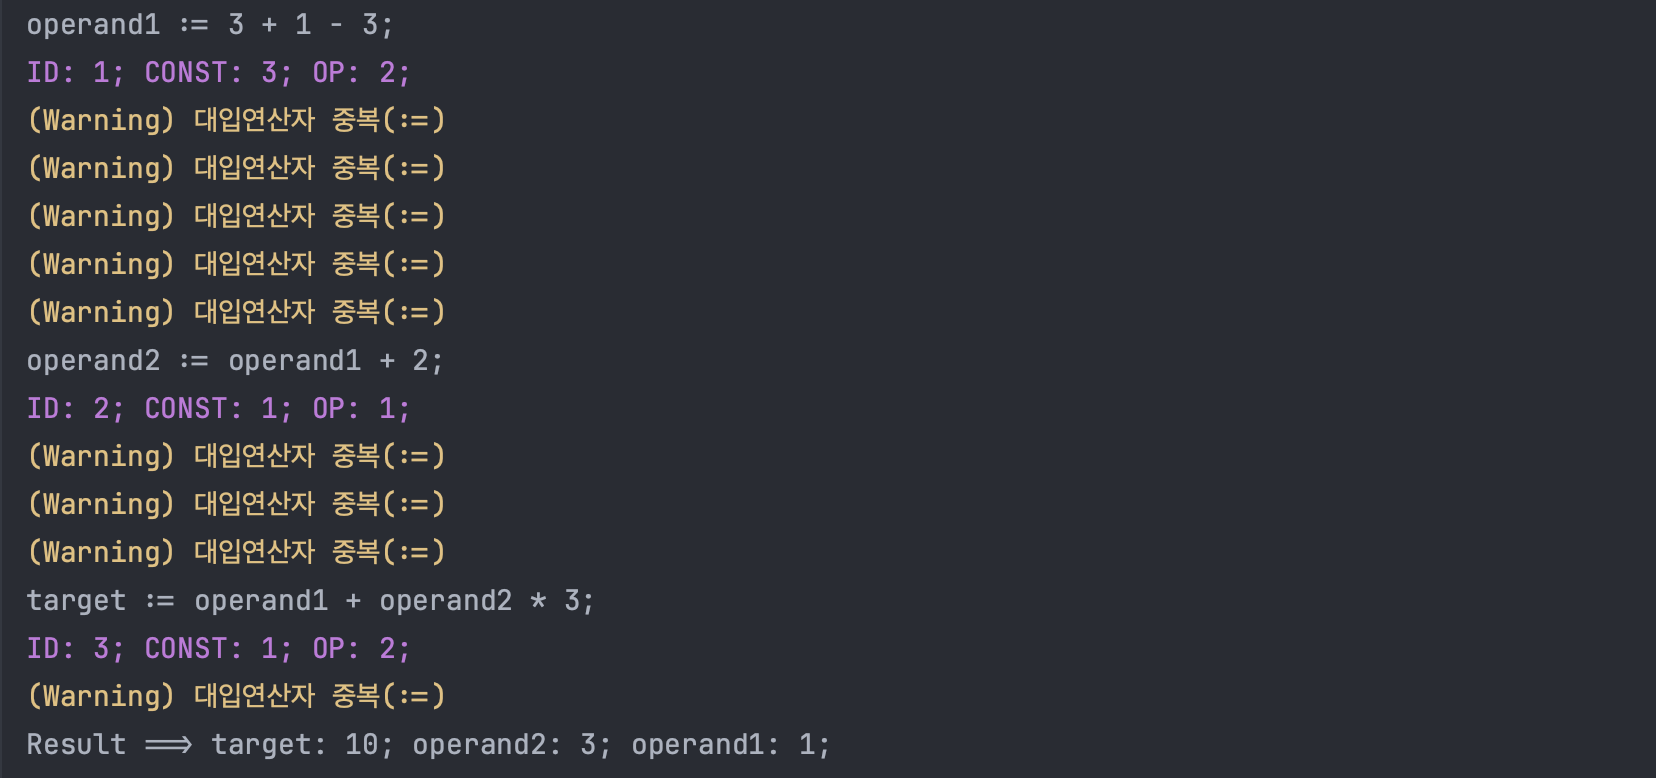 operand1 := 3 + 1 - 3;
ID: 1; CONST: 3; OP: 2;
(Warning) 대입연산자 중복(:=)
(Warning) 대입연산자 중복(:=)
(Warning) 대입연산자 중복(:=)
(Warning) 대입연산자 중복(:=)
(Warning) 대입연산자 중복(:=)
operand2 := operand1 + 2;
ID: 2; CONST: 1; OP: 1;
(Warning) 대입연산자 중복(:=)
(Warning) 대입연산자 중복(:=)
(Warning) 대입연산자 중복(:=)
target := operand1 + operand2 * 3;
ID: 3; CONST: 1; OP: 2;
(Warning) 대입연산자 중복(:=)
Result ==> target: 10; operand2: 3; operand1: 1;